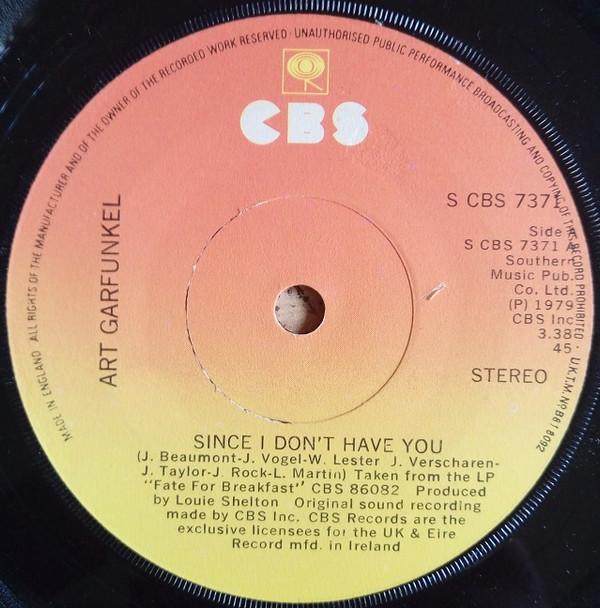 MADE IN ENGLAND ALL RIGHTS OF THE MANUFACTURER AND OF THE OWNER OF THE RECORDED WORK RESERVED · UNAUTHORISED PUBLIC PERFORMANCE BROADCASTING AND COPYING OF THIS RECORD PROHIBITED · U.K.T.M. Nº B618092
CBS
ART GARFUNKEL
S CBS 7371
Side A
S CBS 7371 A
Southern
Music Pub.
Co. Ltd.
(P) 1979
CBS Inc
3.38
45
STEREO
SINCE I DON'T HAVE YOU
(J. Beaumont-J. Vogel-W. Lester J. Verscharen-
J. Taylor-J. Rock-L. Martin) Taken from the LP
"Fate For Breakfast" CBS 86082 Produced
by Louie Shelton Original sound recording
made by CBS Inc. CBS Records are the
exclusive licensees for the UK & Eire
Record mfd. in Ireland